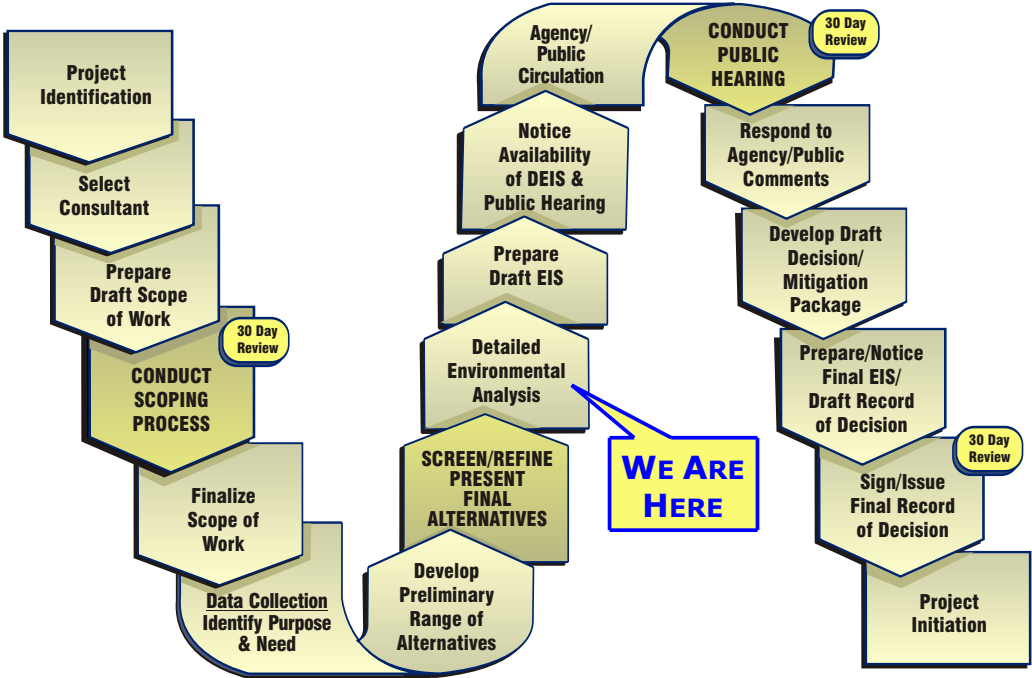 Project
Identification
Select
Consultant
Prepare
Draft Scope
of Work
30 Day
Review
CONDUCT
SCOPING
PROCESS
Finalize
Scope of
Work
Data Collection
Identify Purpose
& Need
Develop
Preliminary
Range of
Alternatives
SCREEN/REFINE
PRESENT
FINAL
ALTERNATIVES
Detailed
Environmental
Analysis
WE ARE
HERE
Prepare
Draft EIS
Notice
Availability
of DEIS &
Public Hearing
Agency/
Public
Circulation
CONDUCT
PUBLIC
HEARING
30 Day
Review
Respond to
Agency/Public
Comments
Develop Draft
Decision/
Mitigation
Package
Prepare/Notice
Final EIS/
Draft Record
of Decision
30 Day
Review
Sign/Issue
Final Record
of Decision
Project
Initiation